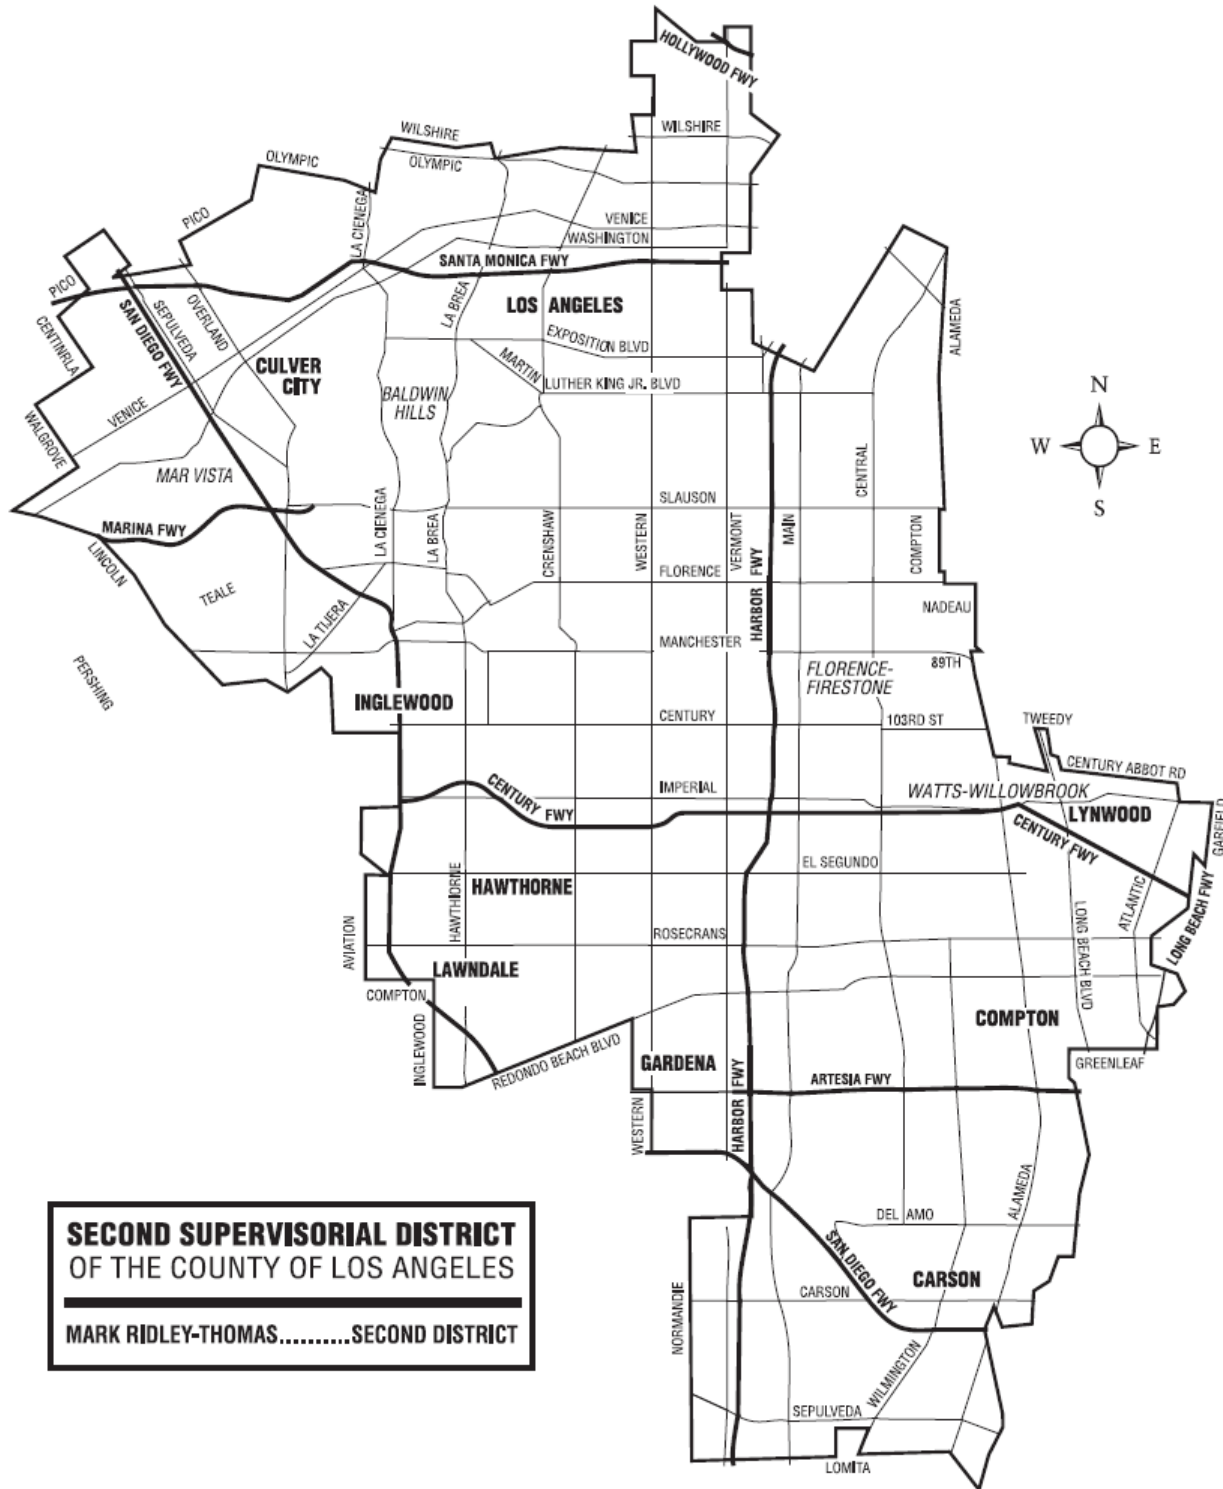 HOLLYWOOD FWY
WILSHIRE
WILSHIRE
OLYMPIC
OLYMPIC
PICO
LA CIENEGA
VENICE
WASHINGTON
SANTA MONICA FWY
PICO
SAN DIEGO FWY
SEPULVEDA
OVERLAND
LA BREA
LOS ANGELES
ALAMEDA
CENTINRLA
EXPOSITION BLVD
CULVER
CITY
MARTIN
LUTHER KING JR. BLVD
BALDWIN
HILLS
N
W
E
S
WALGROVE
VENICE
MAR VISTA
CENTRAL
SLAUSON
MARINA FWY
LA CIENEGA
LA BREA
CRENSHAW
WESTERN
VERMONT
HARBOR FWY
MAIN
COMPTON
LINCOLN
FLORENCE
TEALE
LA TIJERA
NADEAU
MANCHESTER
89TH
PERSHING
FLORENCE-
FIRESTONE
INGLEWOOD
CENTURY
103RD ST
TWEEDY
CENTURY ABBOT RD
CENTURY FWY
IMPERIAL
WATTS-WILLOWBROOK
LYNWOOD
GARFIELD
CENTURY FWY
EL SEGUNDO
HAWTHORNE
HAWTHIORNE
ATLANTIC
LONG BEACH FWY
AVIATION
ROSECRANS
LONG BEACH BLVD
LAWNDALE
COMPTON
INGLEWOOD
COMPTON
REDONDO BEACH BLVD
GARDENA
GREENLEAF
ARTESIA FWY
WESTERN
HARBOR FWY
ALAMEDA
DEL AMO
SAN DIEGO FWY
CARSON
CARSON
NORMANDIE
WILMINGTON
SEPULVEDA
LOMITA
SECOND SUPERVISORIAL DISTRICT
OF THE COUNTY OF LOS ANGELES
MARK RIDLEY-THOMAS..........SECOND DISTRICT